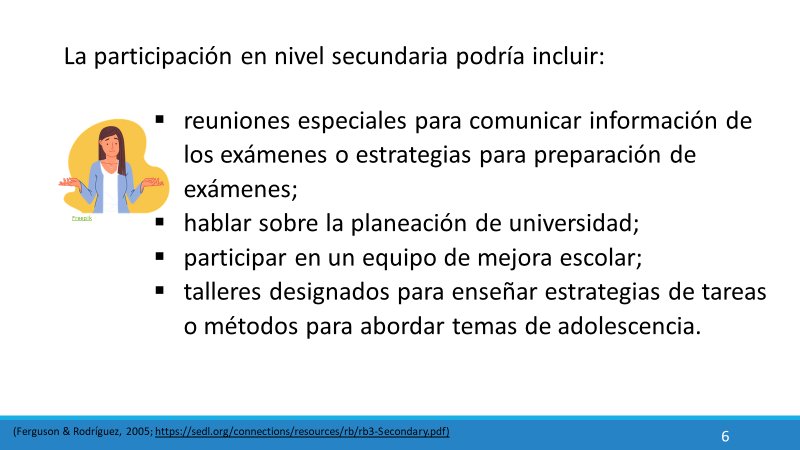 La participación en nivel secundaria podría incluir:
▪ reuniones especiales para comunicar información de
los exámenes o estrategias para preparación de
exámenes;
Freepik
▪ hablar sobre la planeación de universidad;
▪ participar en un equipo de mejora escolar;
▪ talleres designados para enseñar estrategias de tareas
o métodos para abordar temas de adolescencia.
(Ferguson & Rodríguez, 2005; https://sedl.org/connections/resources/rb/rb3-Secondary.pdf)
6